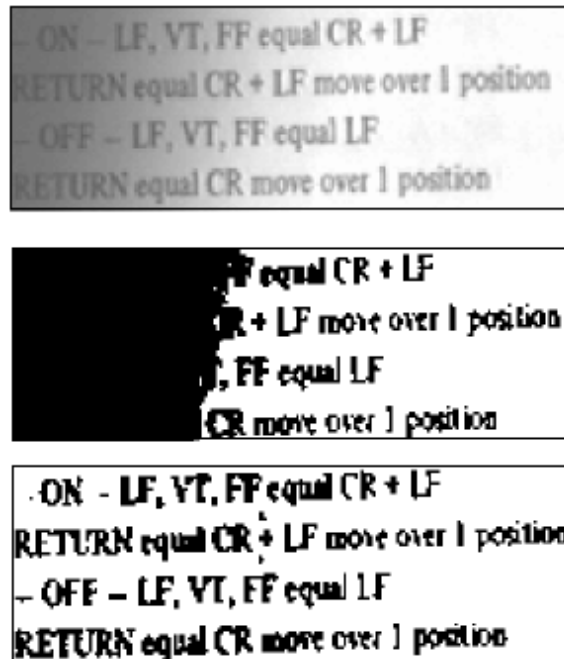 – ON – LF, VT, FF equal CR + LF
RETURN equal CR + LF move over 1 position
– OFF – LF, VT, FF equal LF
RETURN equal CR move over 1 position
FF equal CR + LF
CR + LF move over 1 position
T, FF equal LF
CR move over 1 position
- ON - LF, VT, FF equal CR + LF
RETURN equal CR + LF move over 1 position
– OFF – LF, VT, FF equal LF
RETURN equal CR move over 1 position